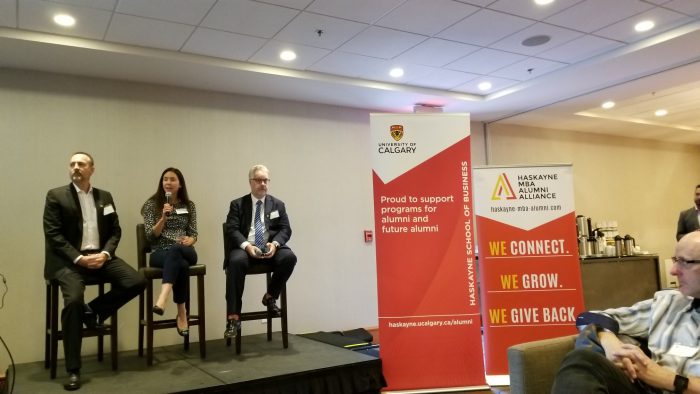 UNIVERSITY OF
CALGARY
Proud to support
programs for
alumni and
future alumni
HASKAYNE SCHOOL OF BUSINESS
haskayne.ucalgary.ca/alumni
HASKAYNE
MBA
ALUMNI
ALLIANCE
haskayne-mba-alumni.com
WE CONNECT.
WE GROW.
WE GIVE BACK